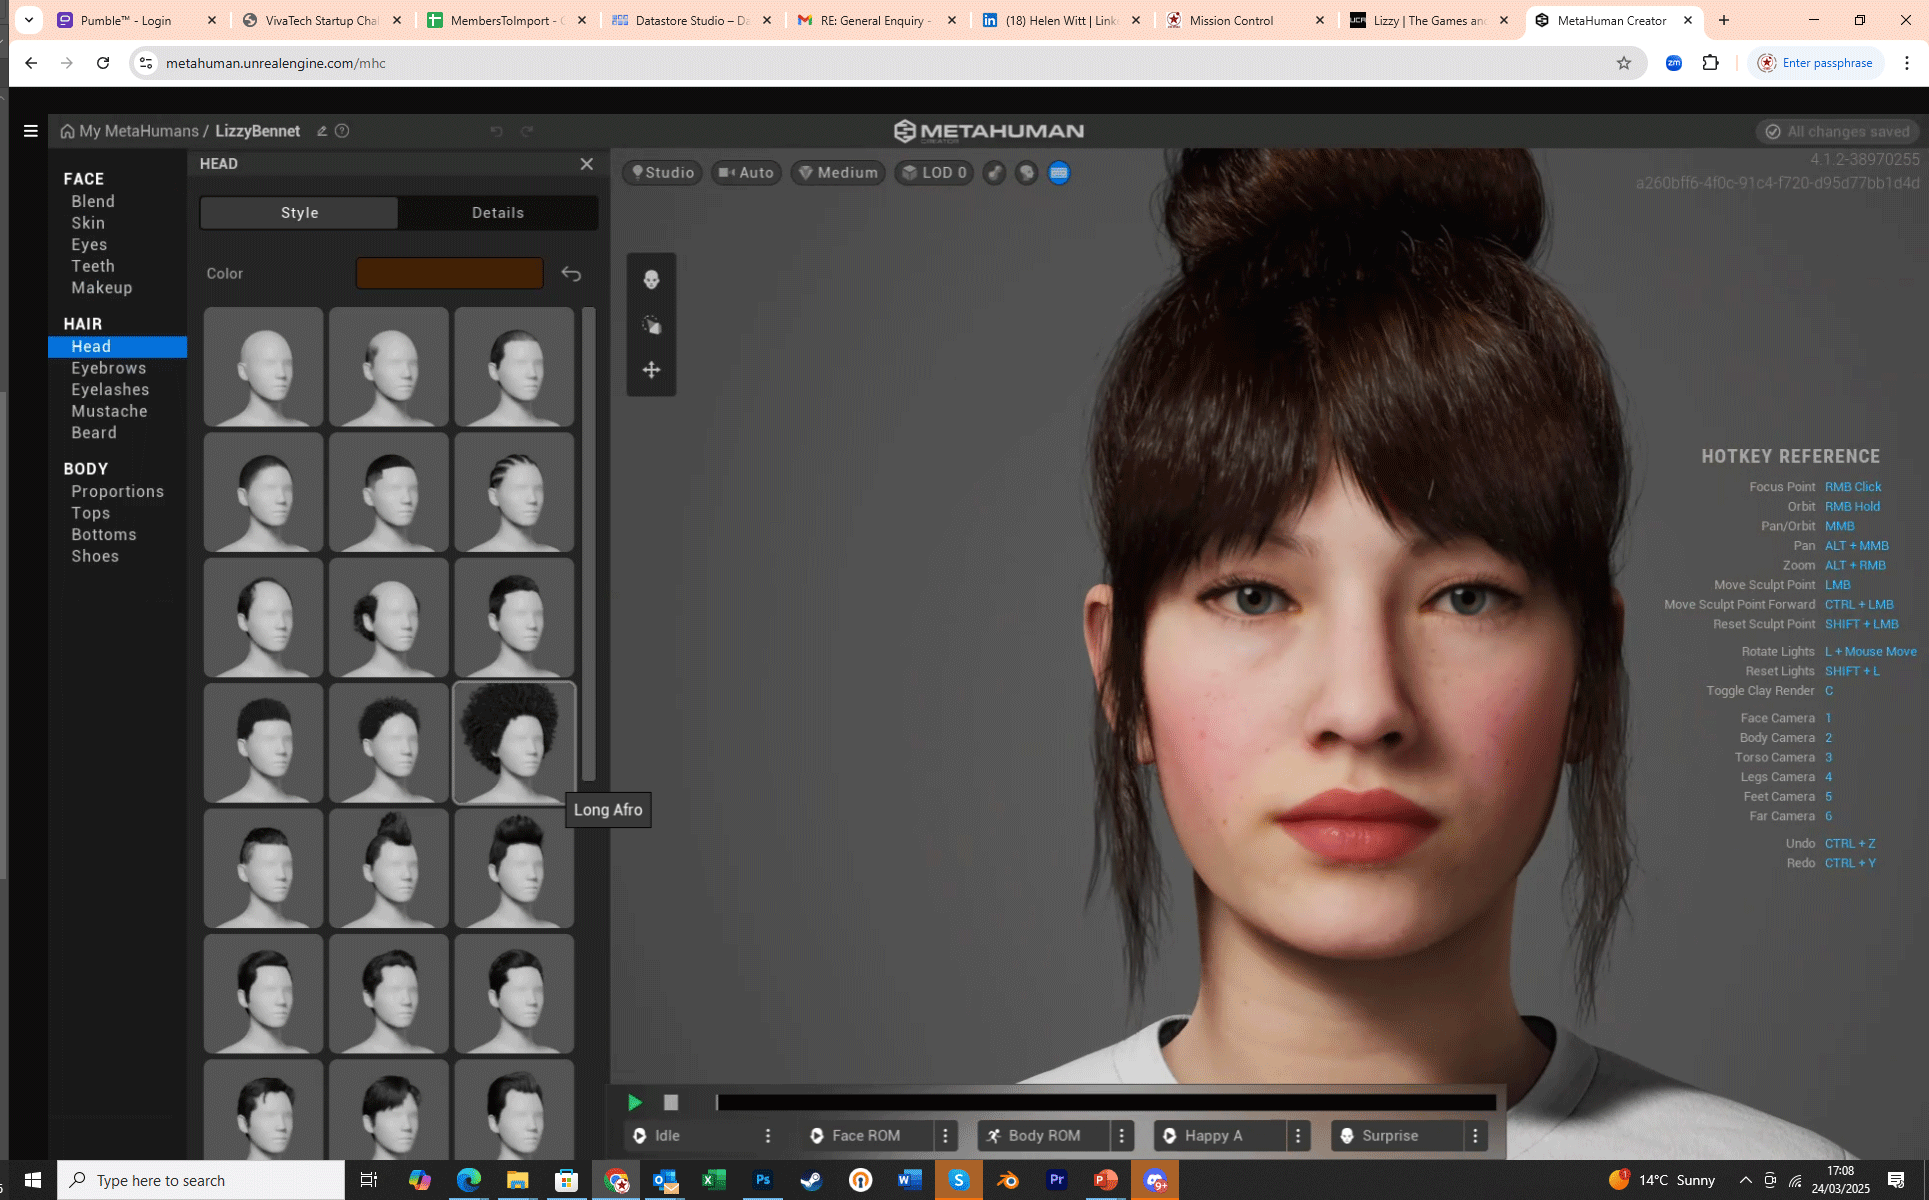 Pumble™ - Login
VivaTech Startup Chal
MembersToImport - G
Datastore Studio – Da
RE: General Enquiry -
(18) Helen Witt | Link
Mission Control
Lizzy | The Games and
MetaHuman Creator
metahuman.unrealengine.com/mhc
zm
Enter passphrase
My MetaHumans / LizzyBennet
METAHUMAN
CREATOR
All changes saved
4.1.2-38970255
a260bff6-4f0c-91c4-f720-d95d77bb1d4d
FACE
Blend
Skin
Eyes
Teeth
Makeup
HAIR
Head
Eyebrows
Eyelashes
Mustache
Beard
BODY
Proportions
Tops
Bottoms
Shoes
HEAD
Style
Details
Color
Long Afro
Studio
Auto
Medium
LOD 0
HOTKEY REFERENCE
Focus Point RMB Click
Orbit RMB Hold
Pan/Orbit MMB
Pan ALT + MMB
Zoom ALT + RMB
Move Sculpt Point LMB
Move Sculpt Point Forward CTRL + LMB
Reset Sculpt Point SHIFT + LMB
Rotate Lights L + Mouse Move
Reset Lights SHIFT + L
Toggle Clay Render C
Face Camera 1
Body Camera 2
Torso Camera 3
Legs Camera 4
Feet Camera 5
Far Camera 6
Undo CTRL + Z
Redo CTRL + Y
Idle
Face ROM
Body ROM
Happy A
Surprise
Type here to search
9+
1
14°C Sunny
17:08
24/03/2025